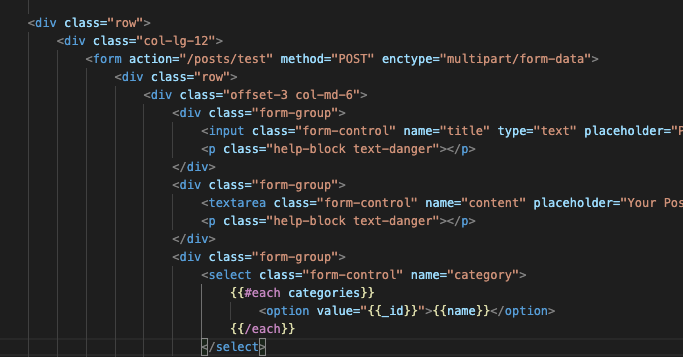 <div class="row">
<div class="col-lg-12">
<form action="/posts/test" method="POST" enctype="multipart/form-data">
<div class="row">
<div class="offset-3 col-md-6">
<div class="form-group">
<input class="form-control" name="title" type="text" placeholder="P
<p class="help-block text-danger"></p>
</div>
<div class="form-group">
<textarea class="form-control" name="content" placeholder="Your Pos
<p class="help-block text-danger"></p>
</div>
<div class="form-group">
<select class="form-control" name="category">
{{#each categories}}
<option value="{{_id}}">{{name}}</option>
{{/each}}
</select>